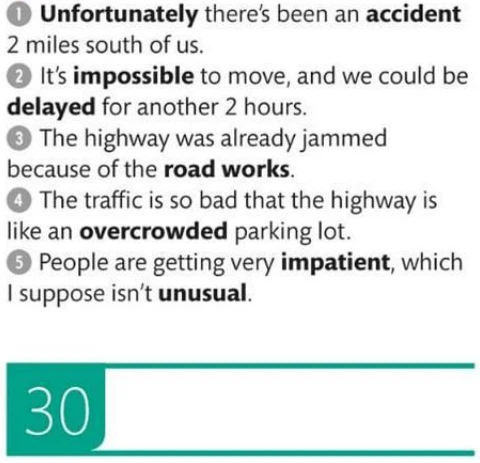 1 Unfortunately there's been an accident
2 miles south of us.
2 It's impossible to move, and we could be
delayed for another 2 hours.
3 The highway was already jammed
because of the road works.
4 The traffic is so bad that the highway is
like an overcrowded parking lot.
5 People are getting very impatient, which
I suppose isn't unusual.
30